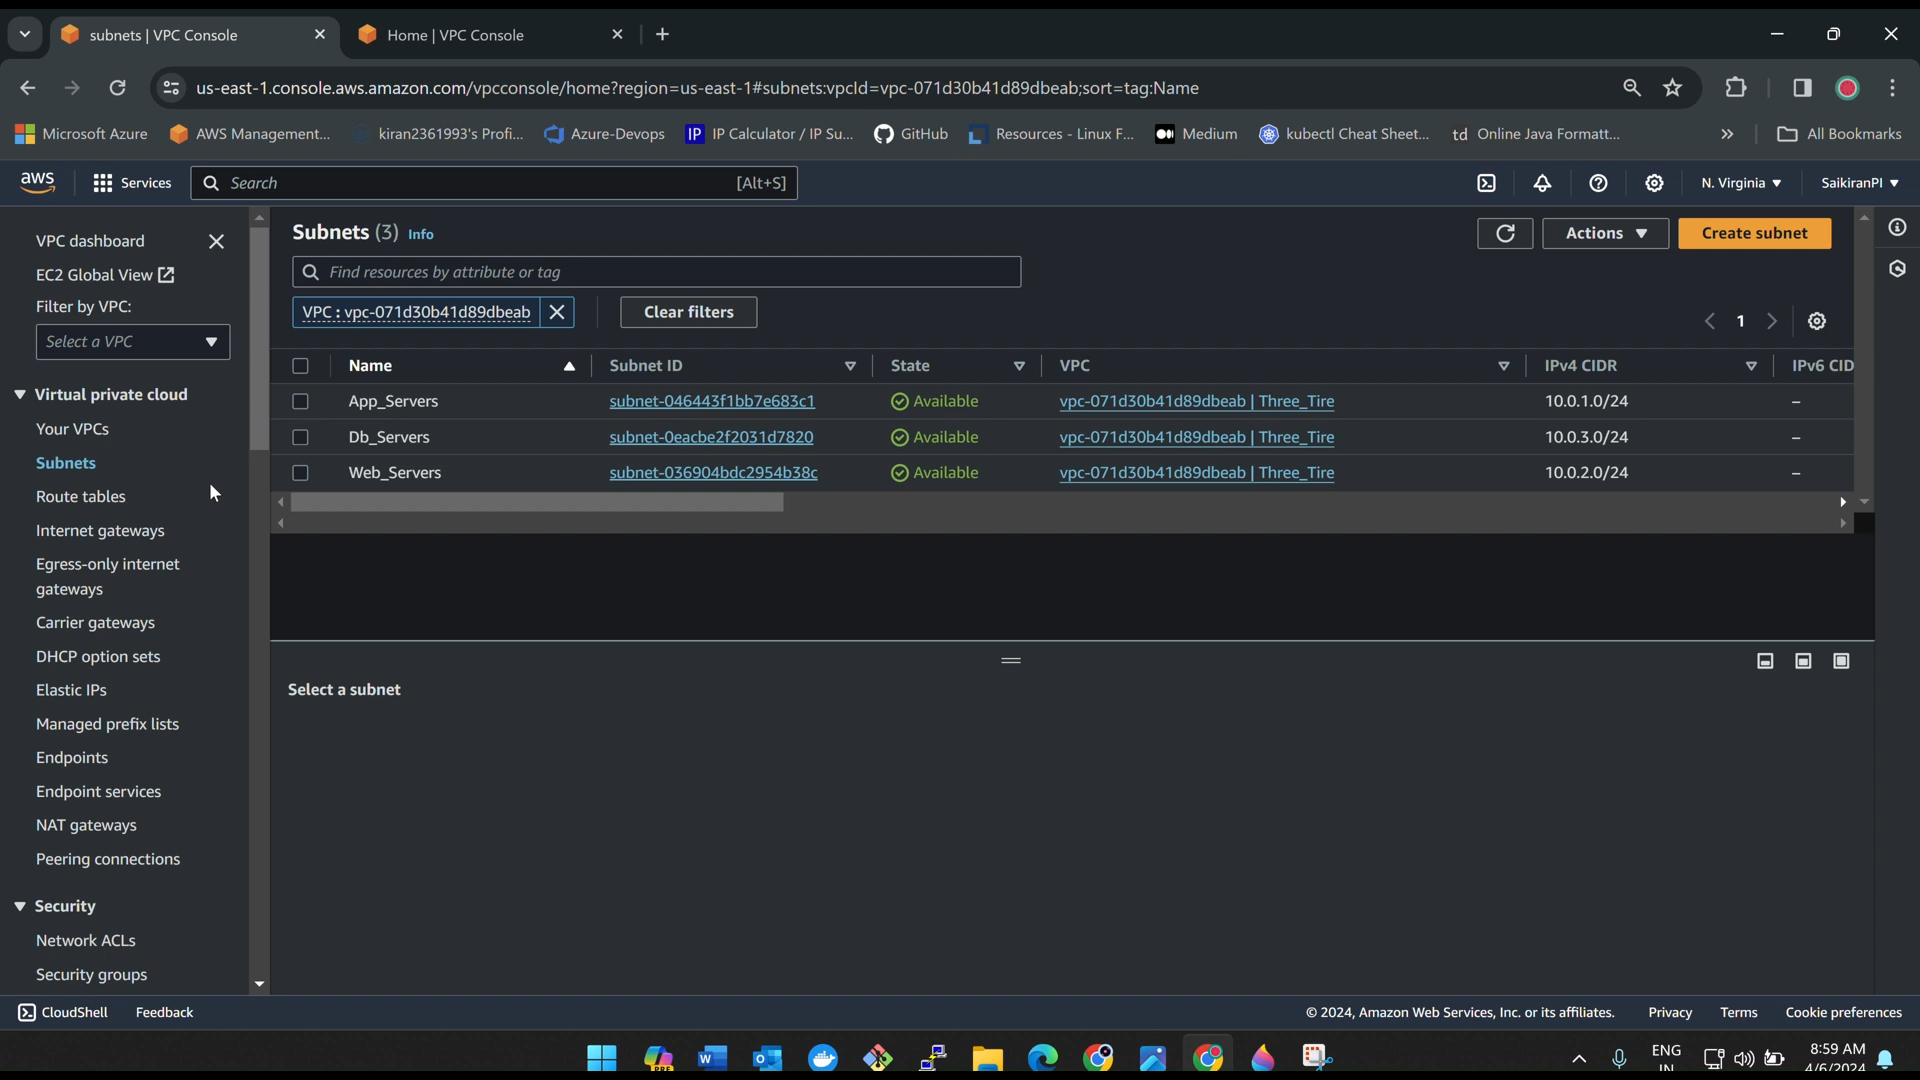 subnets | VPC Console
Home | VPC Console
us-east-1.console.aws.amazon.com/vpcconsole/home?region=us-east-1#subnets:vpcId=vpc-071d30b41d89dbeab;sort=tag:Name
Microsoft Azure
AWS Management...
kiran2361993's Profi...
Azure-Devops
IP
IP Calculator / IP Su...
GitHub
Resources - Linux F...
Medium
kubectl Cheat Sheet...
td
Online Java Formatt...
»
All Bookmarks
aws
Services
Search
[Alt+S]
N. Virginia
SaikiranPI
VPC dashboard
EC2 Global View
Filter by VPC:
Select a VPC
Virtual private cloud
Your VPCs
Subnets
Route tables
Internet gateways
Egress-only internet
gateways
Carrier gateways
DHCP option sets
Elastic IPs
Managed prefix lists
Endpoints
Endpoint services
NAT gateways
Peering connections
Security
Network ACLs
Security groups
Subnets (3) Info
Actions
Create subnet
Find resources by attribute or tag
VPC : vpc-071d30b41d89dbeab
Clear filters
1
Name Subnet ID State VPC IPv4 CIDR IPv6 CID
App_Servers subnet-046443f1bb7e683c1 Available vpc-071d30b41d89dbeab | Three_Tire 10.0.1.0/24 –
Db_Servers subnet-0eacbe2f2031d7820 Available vpc-071d30b41d89dbeab | Three_Tire 10.0.3.0/24 –
Web_Servers subnet-036904bdc2954b38c Available vpc-071d30b41d89dbeab | Three_Tire 10.0.2.0/24 –
Select a subnet
CloudShell
Feedback
© 2024, Amazon Web Services, Inc. or its affiliates.
Privacy
Terms
Cookie preferences
PRE
ENG
IN
8:59 AM
4/6/2024